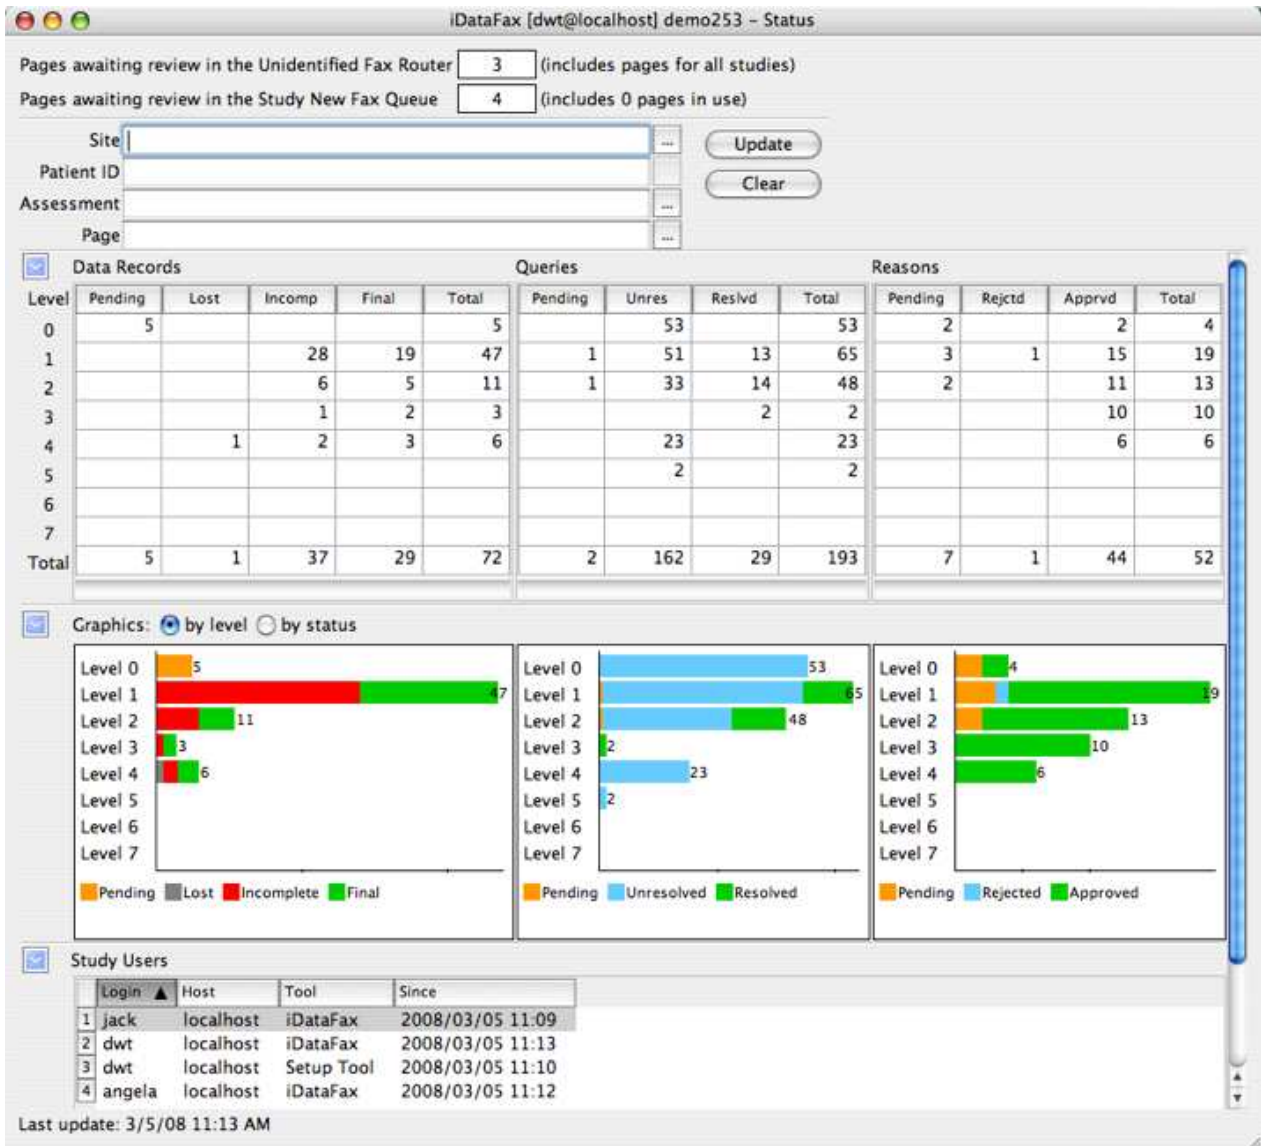 iDataFax [dwt@localhost] demo253 – Status
Pages awaiting review in the Unidentified Fax Router 3 (includes pages for all studies)
Pages awaiting review in the Study New Fax Queue 4 (includes 0 pages in use)
Site ... Update
Patient ID
Clear
Assessment ...
Page ...
Data Records Queries Reasons
Level Pending Lost Incomp Final Total Pending Unres Reslvd Total Pending Rejctd Apprvd Total
0 5 5 53 53 2 2 4
1 28 19 47 1 51 13 65 3 1 15 19
2 6 5 11 1 33 14 48 2 11 13
3 1 2 3 2 2 10 10
4 1 2 3 6 23 23 6 6
5 2 2
6
7
Total 5 1 37 29 72 2 162 29 193 7 1 44 52
Graphics: by level by status
Level 0 5 Level 0 53 Level 0 4
Level 1 47 Level 1 65 Level 1 19
Level 2 11 Level 2 48 Level 2 13
Level 3 3 Level 3 2 Level 3 10
Level 4 6 Level 4 23 Level 4 6
Level 5 Level 5 2 Level 5
Level 6 Level 6 Level 6
Level 7 Level 7 Level 7
Pending Lost Incomplete Final Pending Unresolved Resolved Pending Rejected Approved
Study Users
Login ▲ Host Tool Since
1 jack localhost iDataFax 2008/03/05 11:09
2 dwt localhost iDataFax 2008/03/05 11:13
3 dwt localhost Setup Tool 2008/03/05 11:10
4 angela localhost iDataFax 2008/03/05 11:12
Last update: 3/5/08 11:13 AM